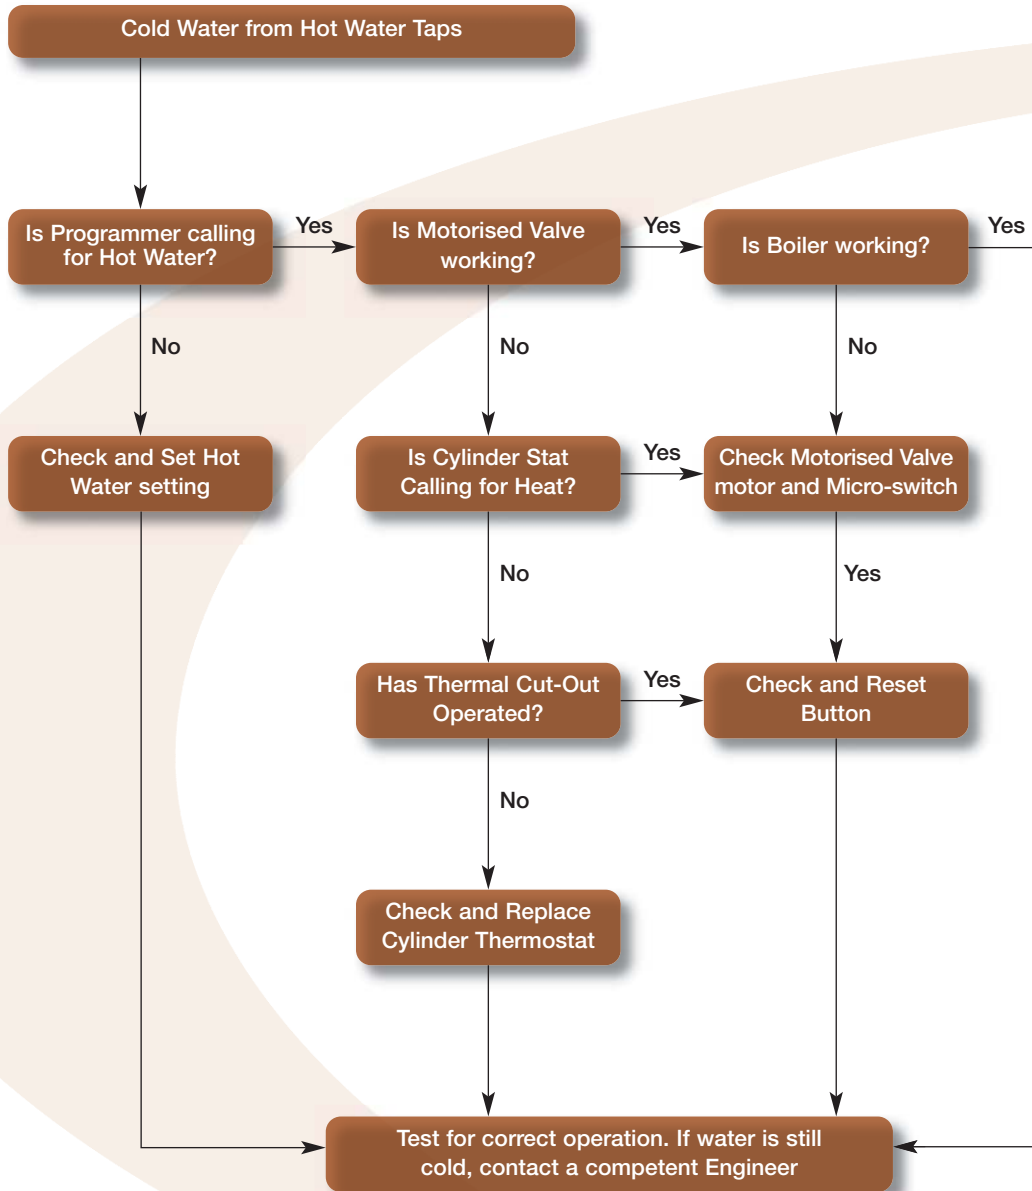 Cold Water from Hot Water Taps
Is Programmer calling
for Hot Water?
Yes
Is Motorised Valve
working?
Yes
Is Boiler working?
Yes
No
No
No
Check and Set Hot
Water setting
Is Cylinder Stat
Calling for Heat?
Yes
Check Motorised Valve
motor and Micro-switch
No
Yes
Has Thermal Cut-Out
Operated?
Yes
Check and Reset
Button
No
Check and Replace
Cylinder Thermostat
Test for correct operation. If water is still
cold, contact a competent Engineer